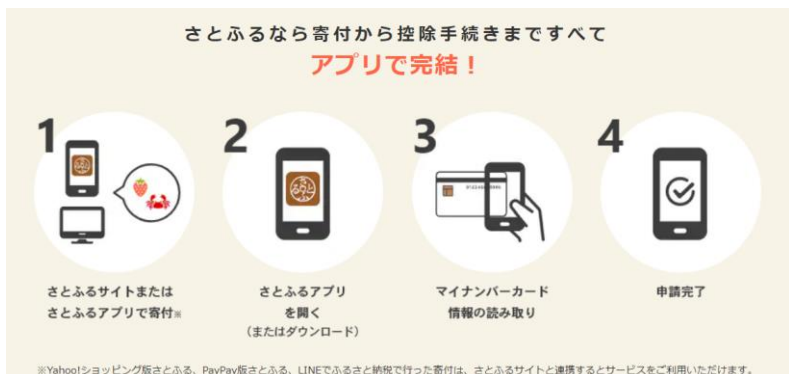 さとふるなら寄付から控除手続きまですべて
アプリで完結！
1
2
3
4
さとふる
さとふるサイトまたは
さとふるアプリで寄付※
さとふるアプリ
を開く
(またはダウンロード)
マイナンバーカード
情報の読み取り
申請完了
※Yahoo!ショッピング版さとふる、PayPay版さとふる、LINEでふるさと納税で行った寄付は、さとふるサイトと連携するとサービスをご利用いただけます。